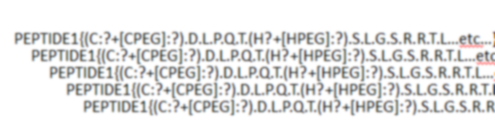 PEPTIDE1{(C:?+[CPEG]:?).D.L.P.Q.T.(H?+[HPEG]:?).S.L.G.S.R.R.T.L...etc...}
PEPTIDE1{(C:?+[CPEG]:?).D.L.P.Q.T.(H?+[HPEG]:?).S.L.G.S.R.R.T.L...etc
PEPTIDE1{(C:?+[CPEG]:?).D.L.P.Q.T.(H?+[HPEG]:?).S.L.G.S.R.R.T.L...
PEPTIDE1{(C:?+[CPEG]:?).D.L.P.Q.T.(H?+[HPEG]:?).S.L.G.S.R.R.T.
PEPTIDE1{(C:?+[CPEG]:?).D.L.P.Q.T.(H?+[HPEG]:?).S.L.G.S.R.R